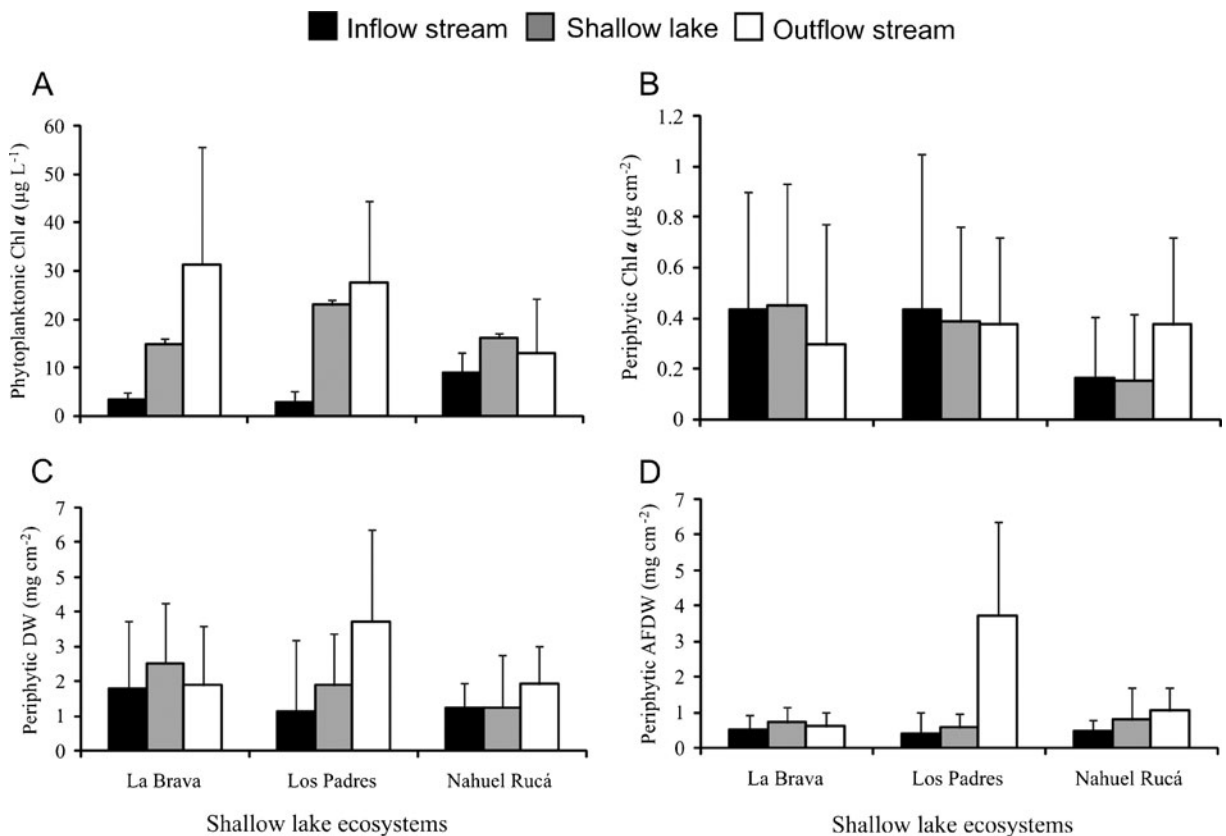 Inflow stream Shallow lake Outflow stream
A
Phytoplanktonic Chl a (µg L⁻¹)
60
50
40
30
20
10
0
B
Periphytic Chl a (µg cm⁻²)
1.2
1
0.8
0.6
0.4
0.2
0
C
Periphytic DW (mg cm⁻²)
7
6
5
4
3
2
1
0
La Brava Los Padres Nahuel Rucá
Shallow lake ecosystems
D
Periphytic AFDW (mg cm⁻²)
7
6
5
4
3
2
1
0
La Brava Los Padres Nahuel Rucá
Shallow lake ecosystems